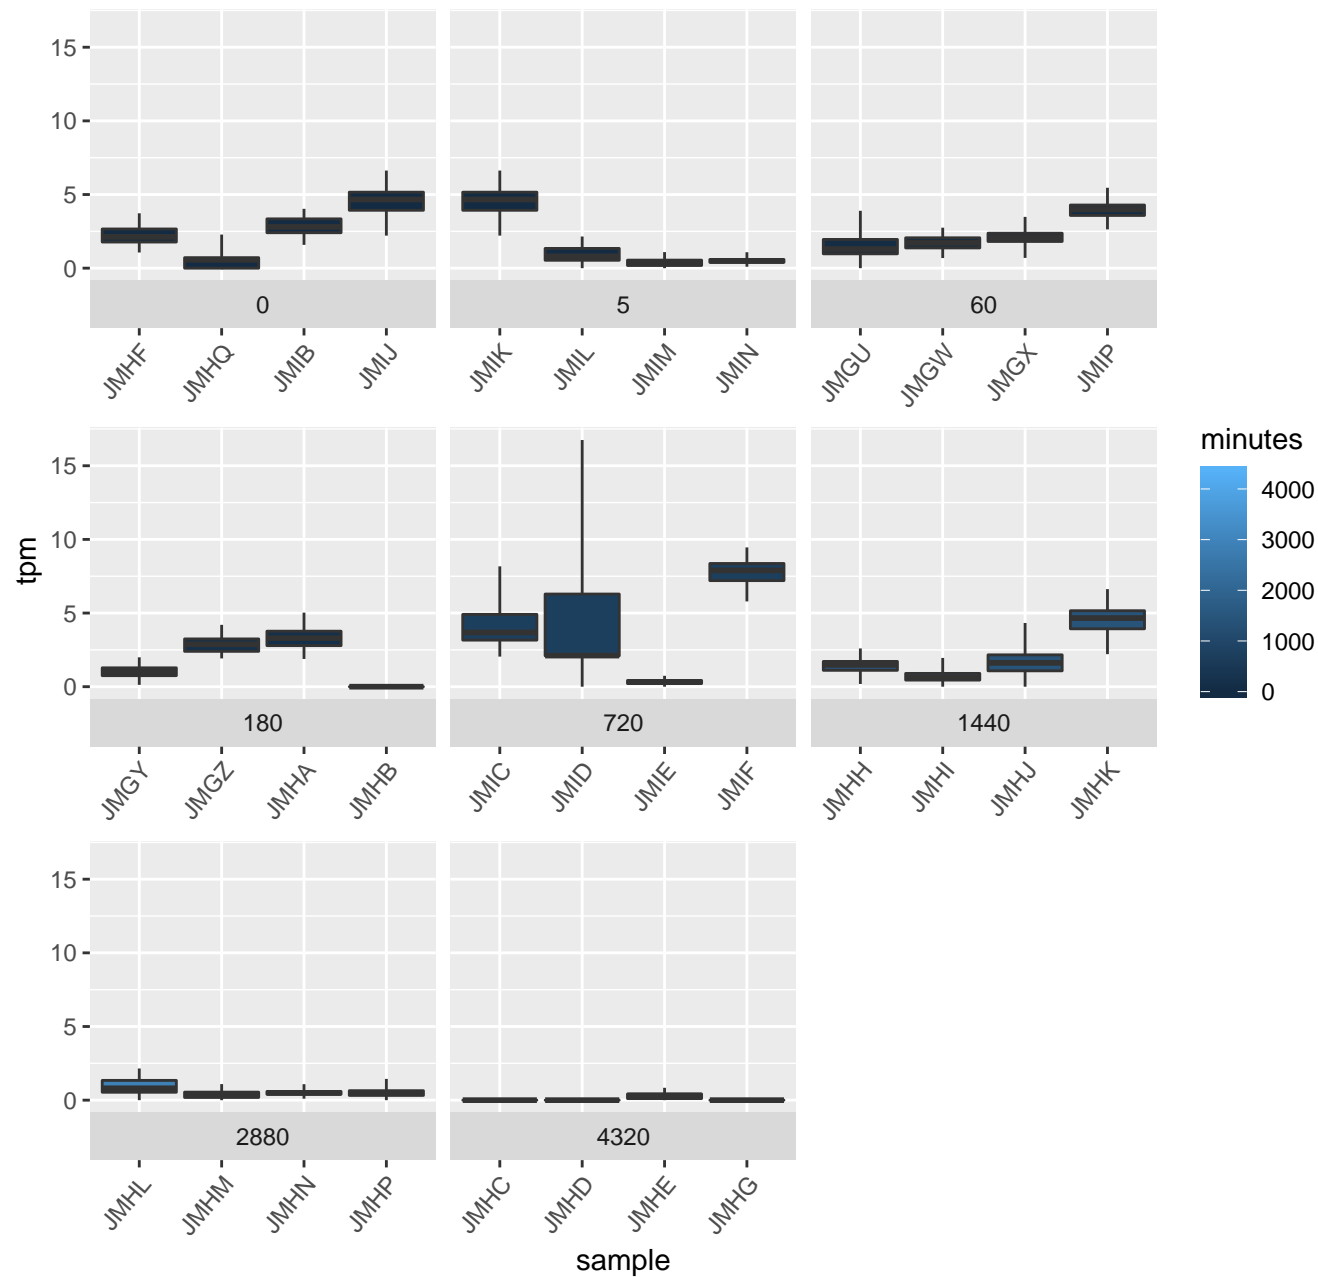 15
10
5
0
0
5
60
JMHF
JMHQ
JMIB
JMIJ
JMIK
JMIL
JMIM
JMIN
JMGU
JMGW
JMGX
JMIP
tpm
15
10
5
0
180
720
1440
JMGY
JMGZ
JMHA
JMHB
JMIC
JMID
JMIE
JMIF
JMHH
JMHI
JMHJ
JMHK
minutes
4000
3000
2000
1000
0
15
10
5
0
2880
4320
JMHL
JMHM
JMHN
JMHP
JMHC
JMHD
JMHE
JMHG
sample